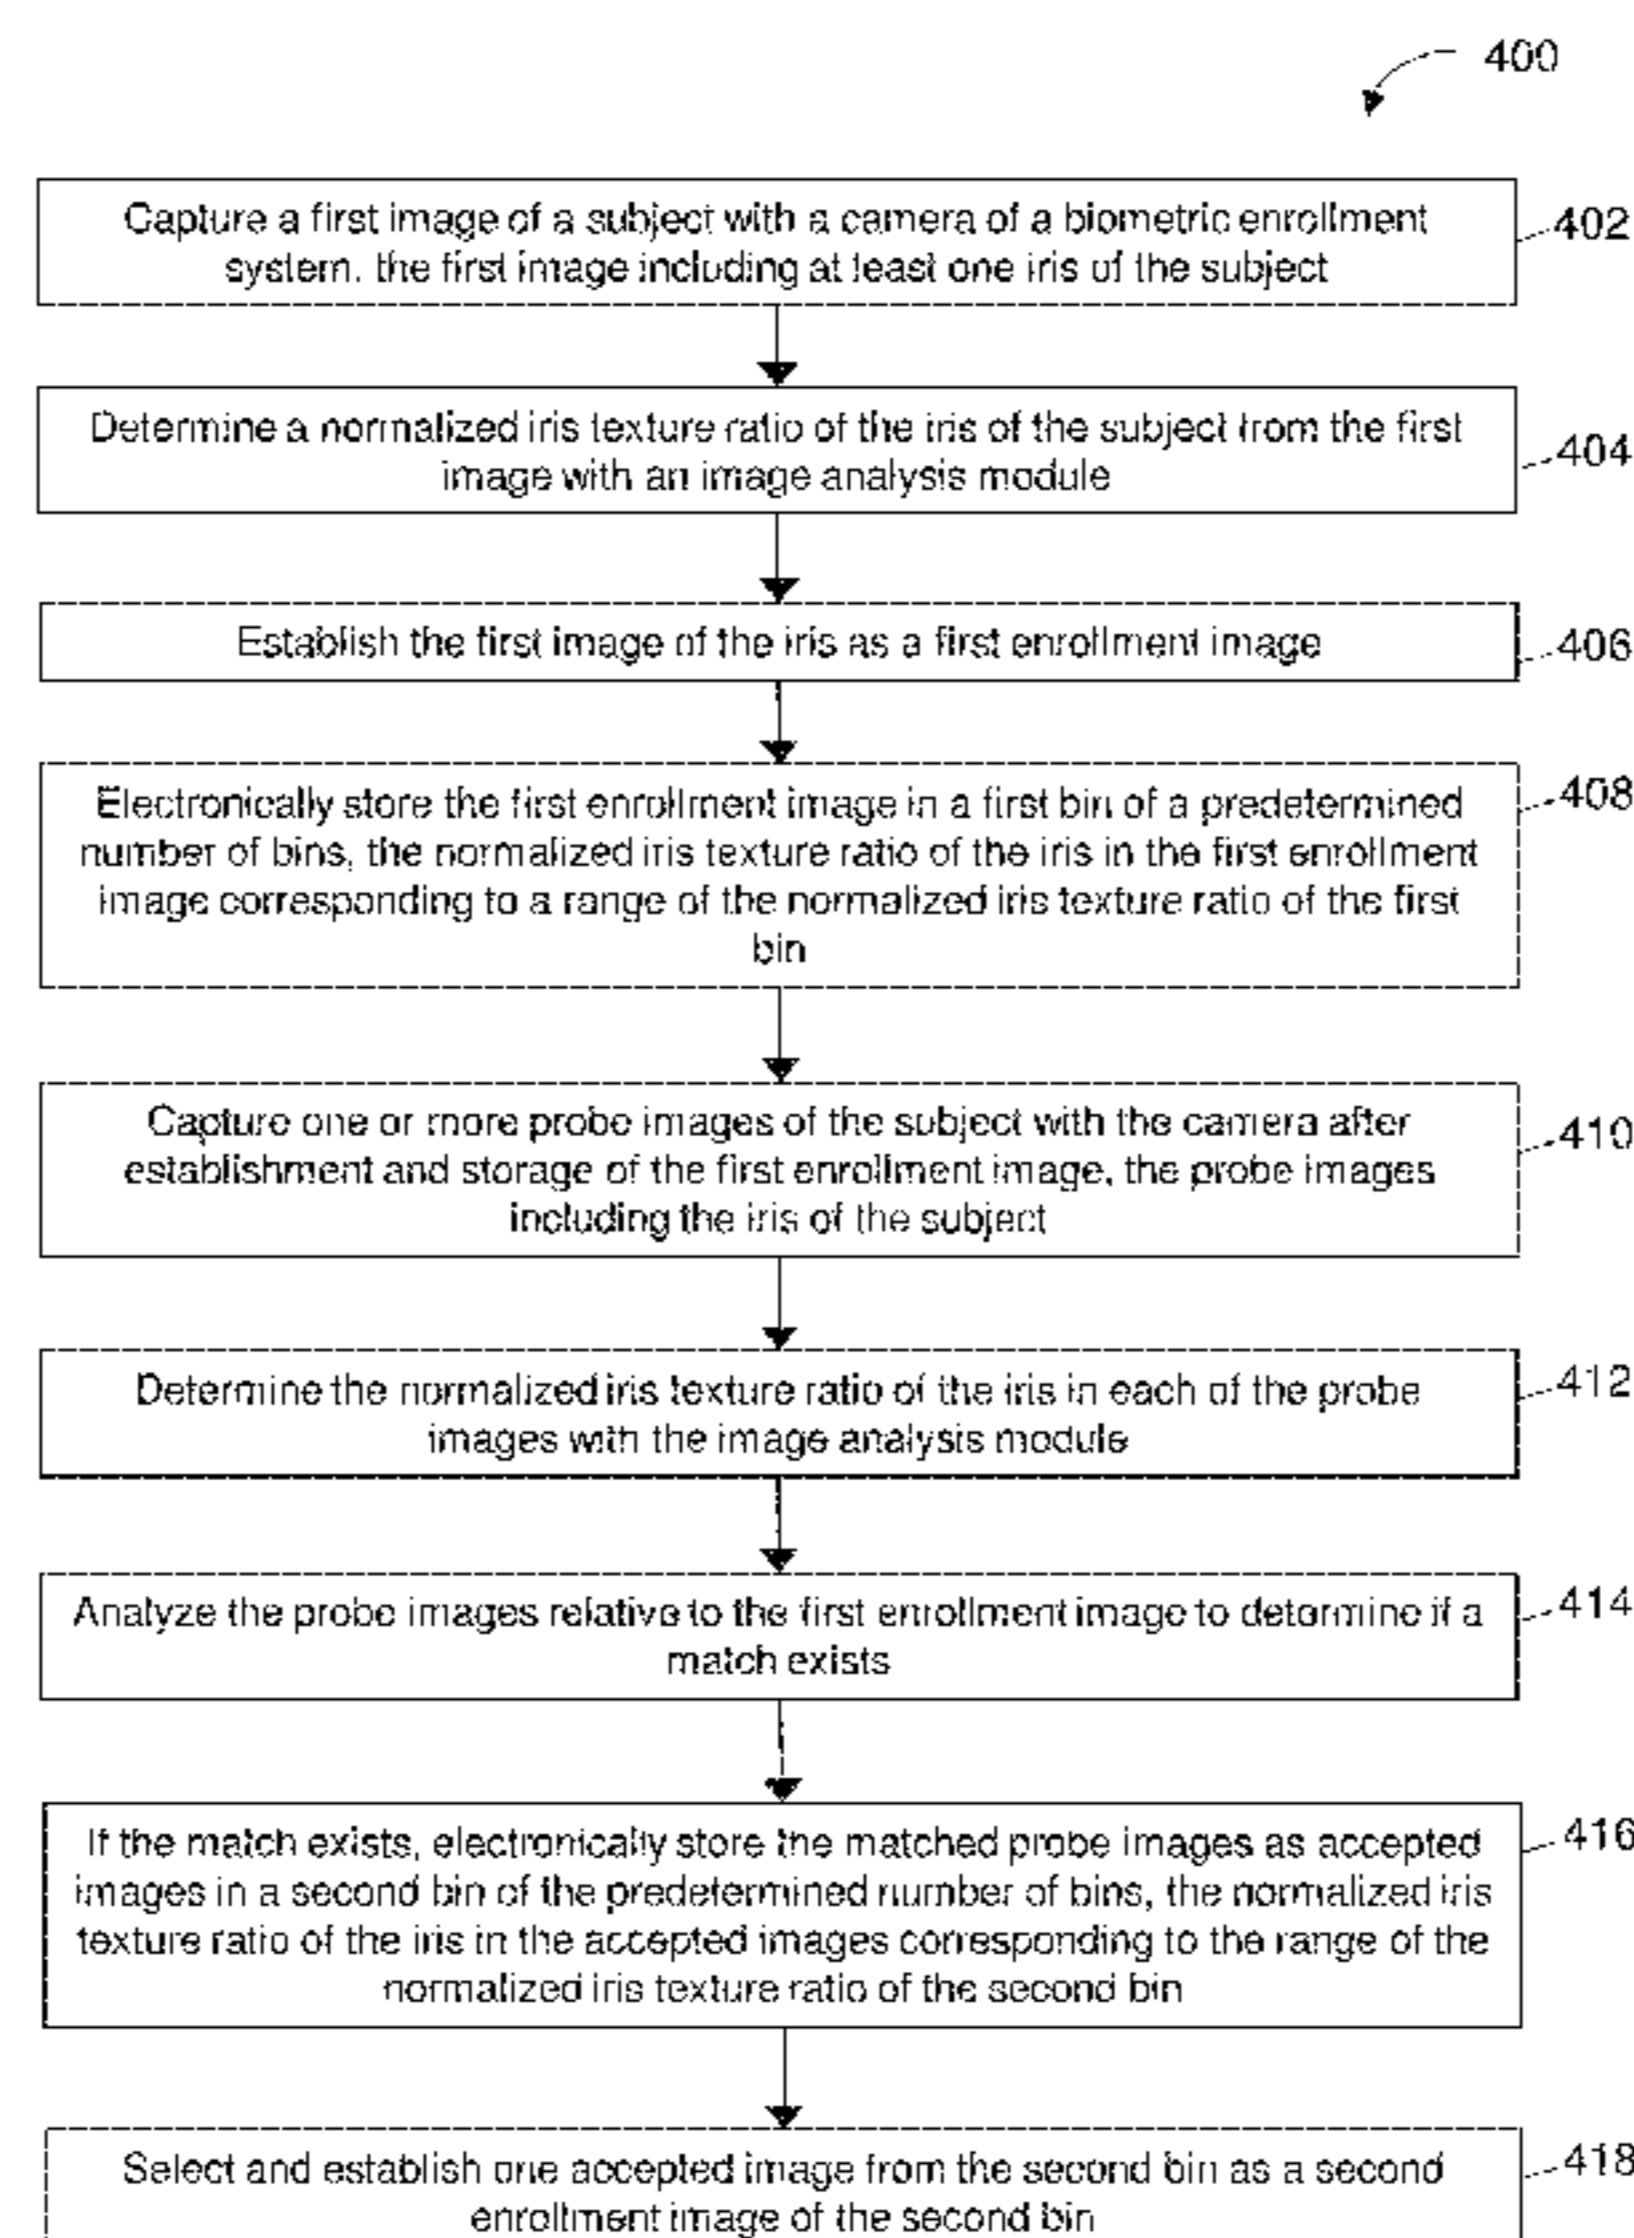 400
Capture a first image of a subject with a camera of a biometric enrollment
system, the first image including at least one iris of the subject
402
Determine a normalized iris texture ratio of the iris of the subject from the first
image with an image analysis module
404
Establish the first image of the iris as a first enrollment image
406
Electronically store the first enrollment image in a first bin of a predetermined
number of bins, the normalized iris texture ratio of the iris in the first enrollment
image corresponding to a range of the normalized iris texture ratio of the first
bin
408
Capture one or more probe images of the subject with the camera after
establishment and storage of the first enrollment image, the probe images
including the iris of the subject
410
Determine the normalized iris texture ratio of the iris in each of the probe
images with the image analysis module
412
Analyze the probe images relative to the first enrollment image to determine if a
match exists
414
If the match exists, electronically store the matched probe images as accepted
images in a second bin of the predetermined number of bins, the normalized iris
texture ratio of the iris in the accepted images corresponding to the range of the
normalized iris texture ratio of the second bin
416
Select and establish one accepted image from the second bin as a second
enrollment image of the second bin
418